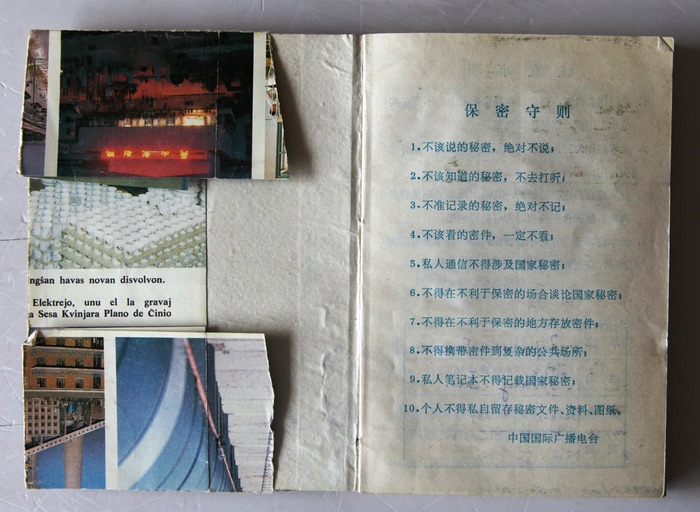 ngŝan havas novan disvolvon.
Elektrejo, unu el la gravaj
a Sesa Kvinjara Plano de Ĉinio
保密守则
1.不该说的秘密，绝对不说；
2.不该知道的秘密，不去打听；
3.不准记录的秘密，绝对不记；
4.不该看的密件，一定不看；
5.私人通信不得涉及国家秘密；
6.不得在不利于保密的场合谈论国家秘密；
7.不得在不利于保密的地方存放密件；
8.不得携带密件到复杂的公共场所；
9.私人笔记本不得记载国家秘密；
10.个人不得私自留存秘密文件、资料、图纸。
中国国际广播电台